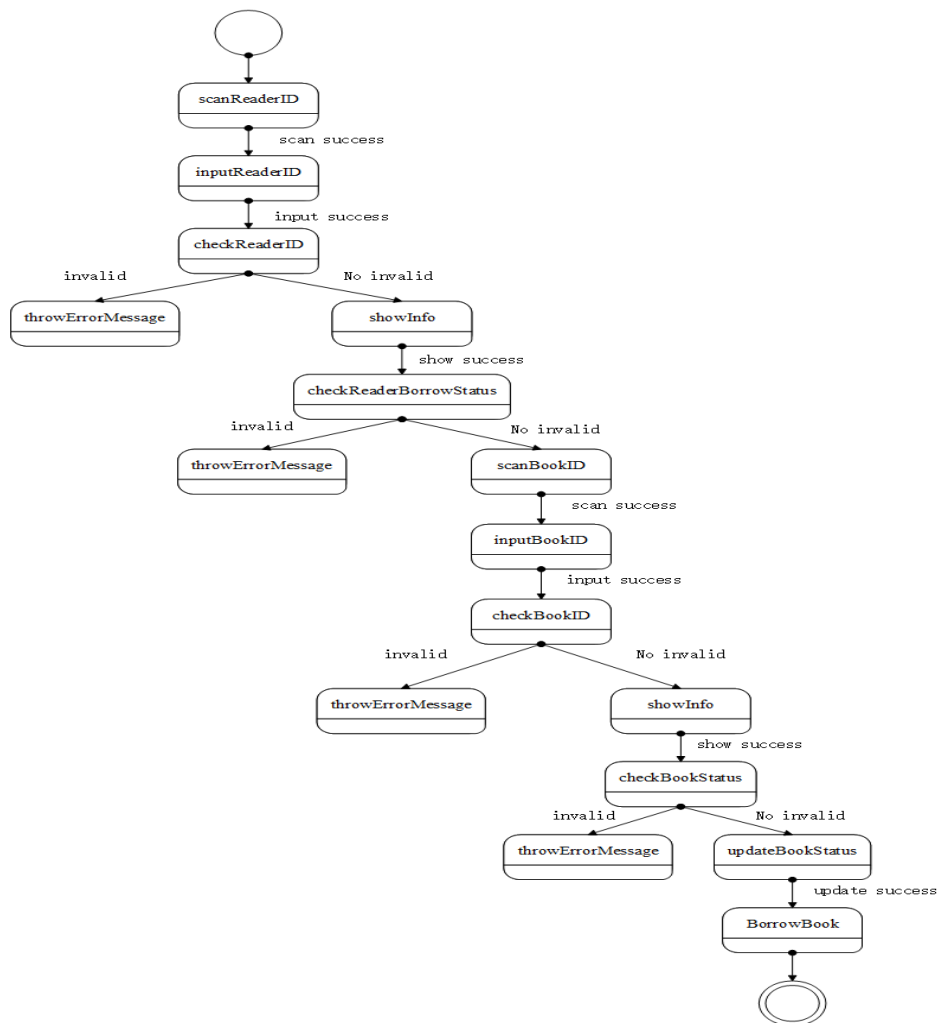 scanReaderID
scan success
inputReaderID
input success
checkReaderID
invalid
No invalid
throwErrorMessage
showInfo
show success
checkReaderBorrowStatus
invalid
No invalid
throwErrorMessage
scanBookID
scan success
inputBookID
input success
checkBookID
invalid
No invalid
throwErrorMessage
showInfo
show success
checkBookStatus
invalid
No invalid
throwErrorMessage
updateBookStatus
update success
BorrowBook